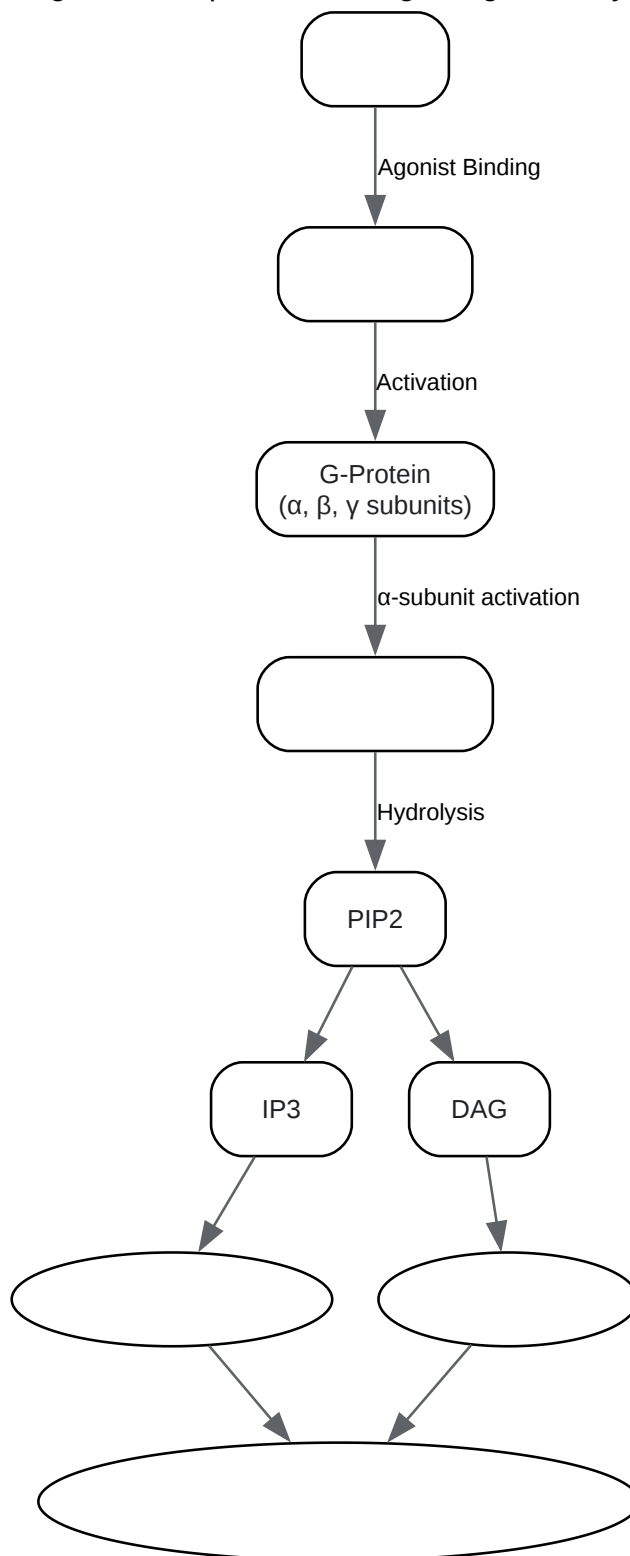 Agonist Binding
Activation
G-Protein
(α, β, γ subunits)
α-subunit activation
Hydrolysis
PIP2
IP3
DAG